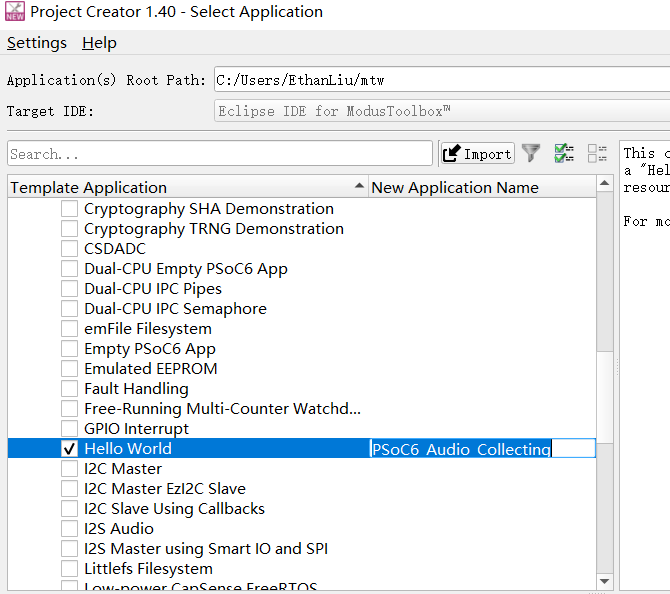 NEW
Project Creator 1.40 - Select Application
Settings Help
Application(s) Root Path: C:/Users/EthanLiu/mtw
Target IDE: Eclipse IDE for ModusToolbox™
Search... Import
Template Application New Application Name
Cryptography SHA Demonstration
Cryptography TRNG Demonstration
CSDADC
Dual-CPU Empty PSoC6 App
Dual-CPU IPC Pipes
Dual-CPU IPC Semaphore
emFile Filesystem
Empty PSoC6 App
Emulated EEPROM
Fault Handling
Free-Running Multi-Counter Watchd...
GPIO Interrupt
Hello World PSoC6_Audio_Collecting
I2C Master
I2C Master EzI2C Slave
I2C Slave Using Callbacks
I2S Audio
I2S Master using Smart IO and SPI
Littlefs Filesystem
Low-power CapSense FreeRTOS
This c
a "Hel
resour
For mo